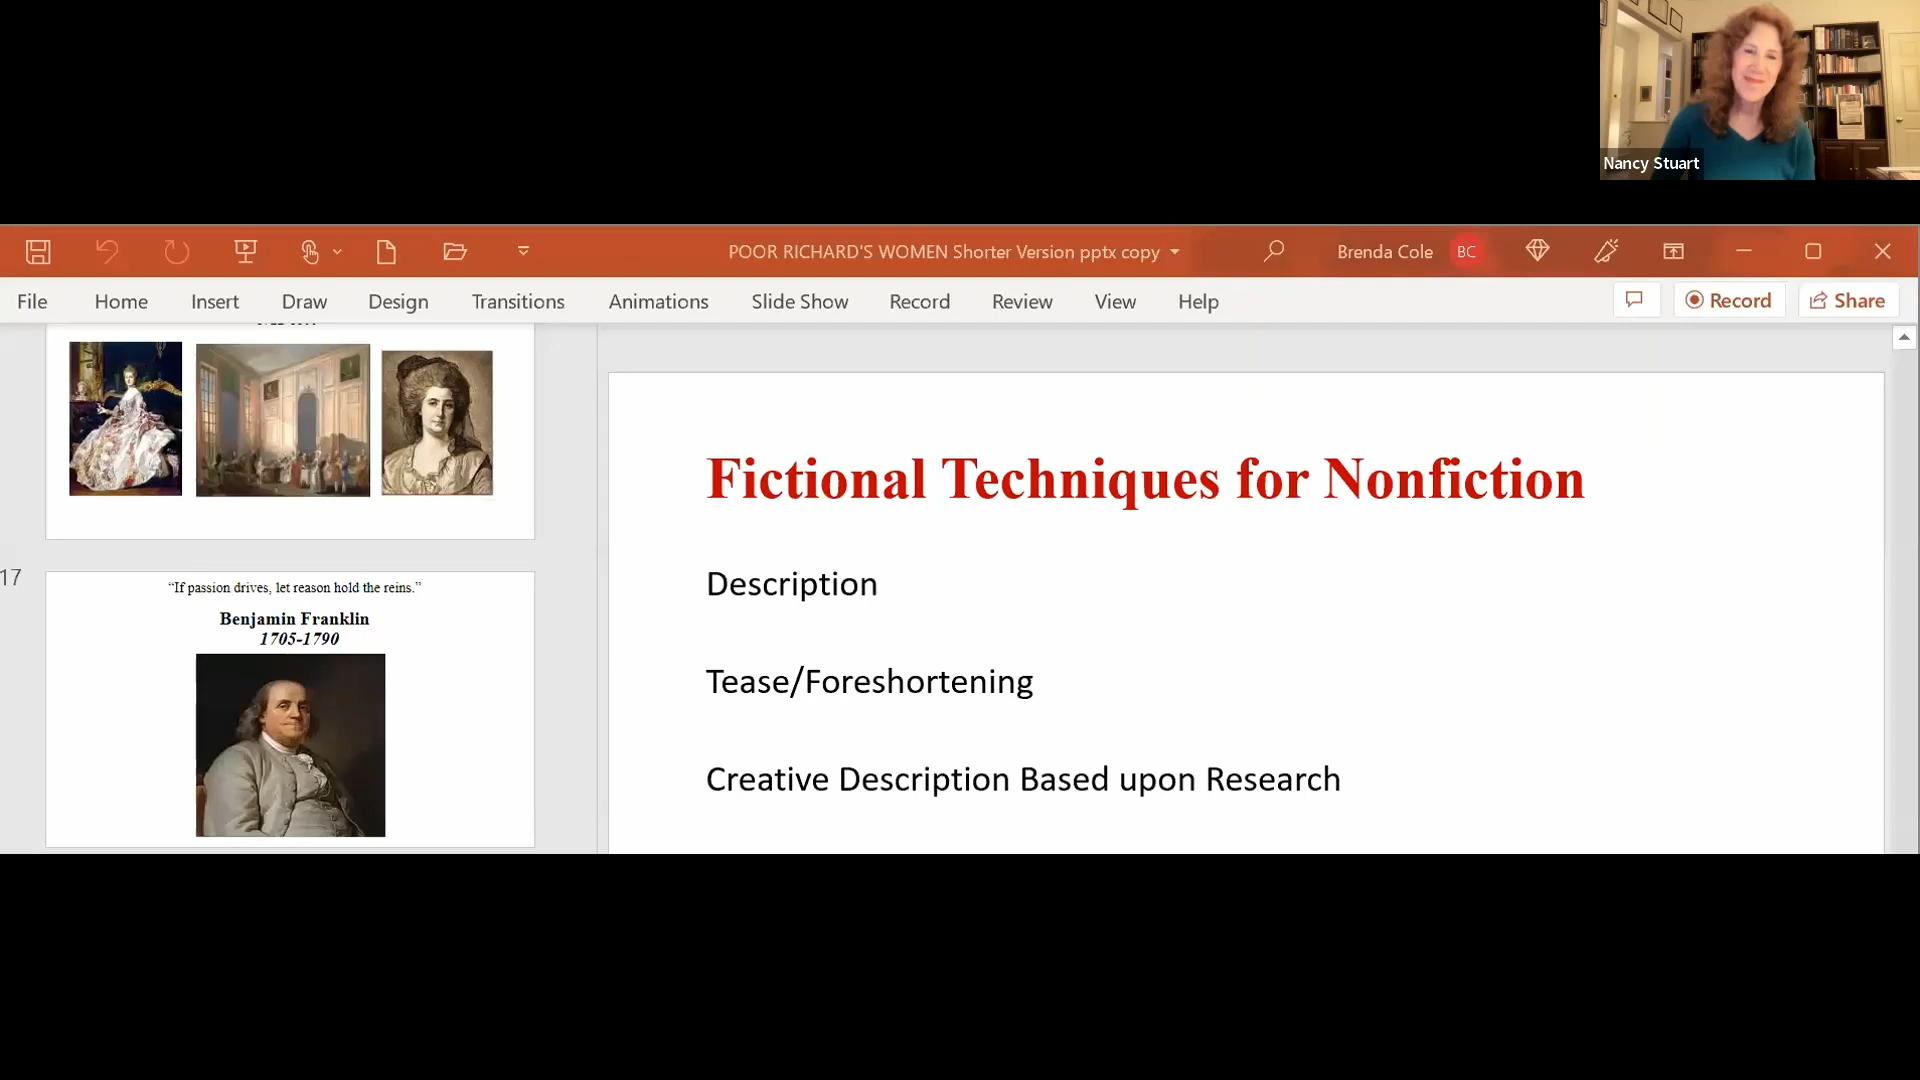 Nancy Stuart
POOR RICHARD'S WOMEN Shorter Version pptx copy
Brenda Cole
BC
File Home Insert Draw Design Transitions Animations Slide Show Record Review View Help
Record
Share
17
“If passion drives, let reason hold the reins.”
Benjamin Franklin
1705-1790
Fictional Techniques for Nonfiction
Description
Tease/Foreshortening
Creative Description Based upon Research